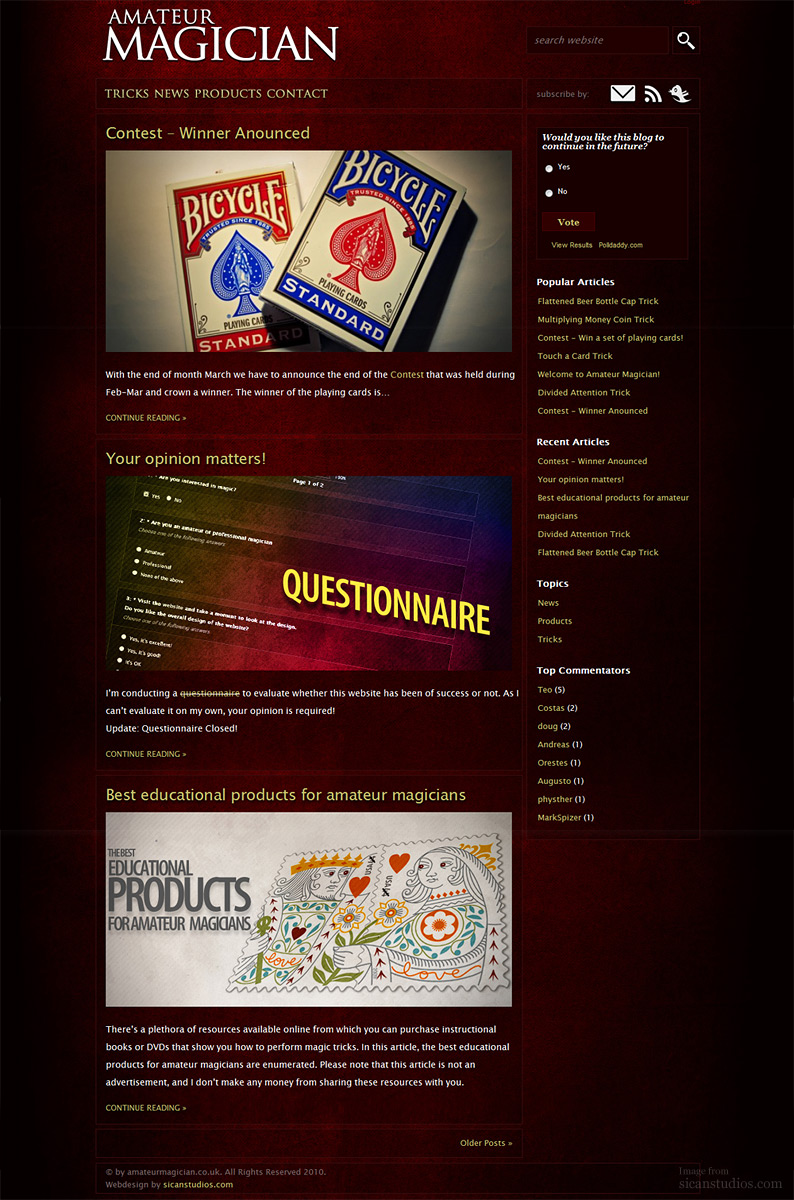 AMATEUR
MAGICIAN
search website
TRICKS NEWS PRODUCTS CONTACT
subscribe by:
Contest – Winner Anounced
BICYCLE
TRUSTED SINCE 1885
PLAYING CARDS
STANDARD
BICYCLE
TRUSTED SINCE 1885
PLAYING CARDS
STANDARD
With the end of month March we have to announce the end of the Contest that was held during
Feb-Mar and crown a winner. The winner of the playing cards is...
CONTINUE READING »
Your opinion matters!
Are you interested in magic?
Page 1 of 2
Yes No
2: * Are you an amateur or professional magician
Choose one of the following answers
Amateur
Professional
None of the above
3: * Visit the website and take a moment to look at the design.
Do you like the overall design of the website?
Choose one of the following answers
Yes, it's excellent!
Yes, it's good!
It's OK
QUESTIONNAIRE
I'm conducting a questionnaire to evaluate whether this website has been of success or not. As I
can't evaluate it on my own, your opinion is required!
Update: Questionnaire Closed!
CONTINUE READING »
Best educational products for amateur magicians
THE BEST
EDUCATIONAL
PRODUCTS
FOR AMATEUR MAGICIANS
USA
USA
love
love
There's a plethora of resources available online from which you can purchase instructional
books or DVDs that show you how to perform magic tricks. In this article, the best educational
products for amateur magicians are enumerated. Please note that this article is not an
advertisement, and I don't make any money from sharing these resources with you.
CONTINUE READING »
Older Posts »
Would you like this blog to
continue in the future?
Yes
No
Vote
View Results Polldaddy.com
Popular Articles
Flattened Beer Bottle Cap Trick
Multiplying Money Coin Trick
Contest – Win a set of playing cards!
Touch a Card Trick
Welcome to Amateur Magician!
Divided Attention Trick
Contest – Winner Anounced
Recent Articles
Contest – Winner Anounced
Your opinion matters!
Best educational products for amateur
magicians
Divided Attention Trick
Flattened Beer Bottle Cap Trick
Topics
News
Products
Tricks
Top Commentators
Teo (5)
Costas (2)
doug (2)
Andreas (1)
Orestes (1)
Augusto (1)
physther (1)
MarkSpizer (1)
© by amateurmagician.co.uk. All Rights Reserved 2010.
Webdesign by sicanstudios.com
Image from
sicanstudios.com